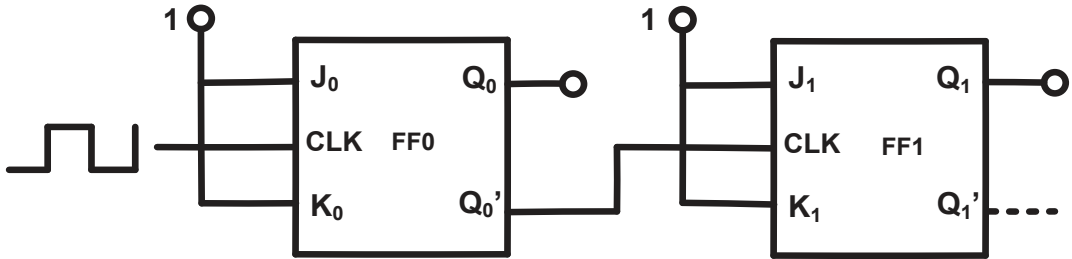 1 1
J₀ Q₀ J₁ Q₁
CLK FF0 CLK FF1
K₀ Q₀’ K₁ Q₁’